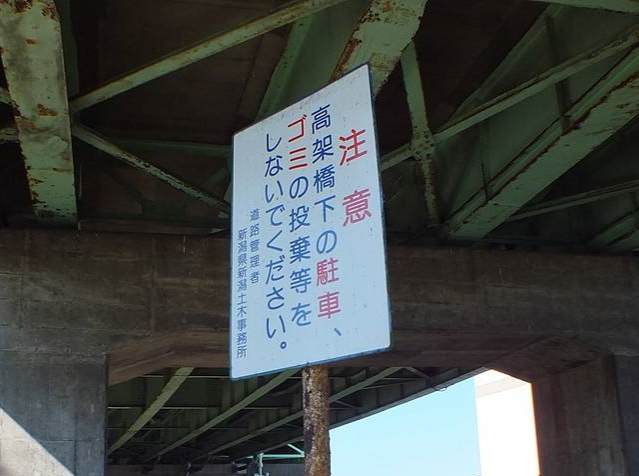 注意
高架橋下の駐車、
ゴミの投棄等を
しないでください。
道路管理者
新潟県新潟土木事務所